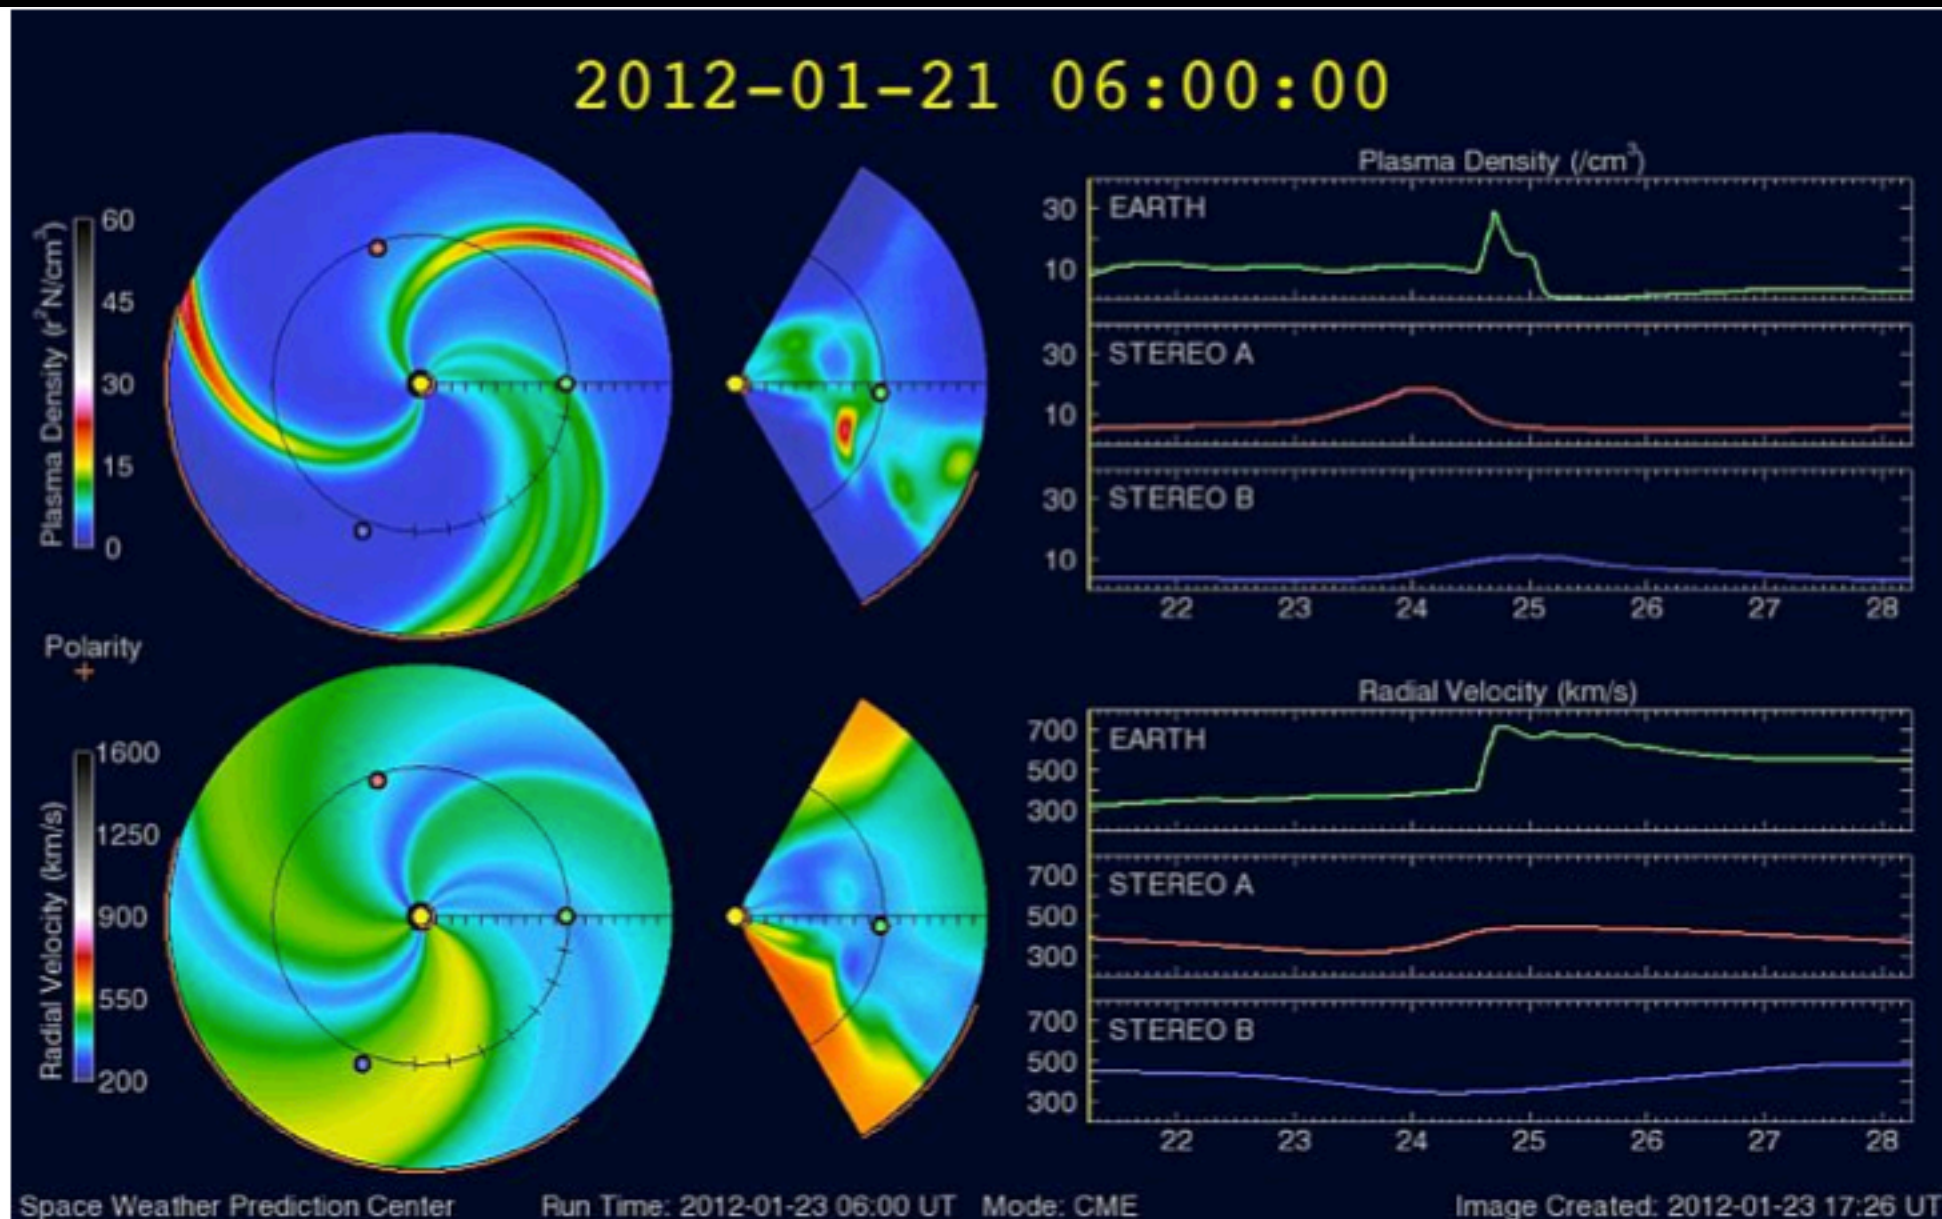 2012-01-21 06:00:00
Plasma Density (r²N/cm³)
60
45
30
15
0
Plasma Density (/cm³)
EARTH
30
10
STEREO A
30
10
STEREO B
30
10
22 23 24 25 26 27 28
Polarity
+
Radial Velocity (km/s)
1600
1250
900
550
200
Radial Velocity (km/s)
EARTH
700
500
300
STEREO A
700
500
300
STEREO B
700
500
300
22 23 24 25 26 27 28
Space Weather Prediction Center Run Time: 2012-01-23 06:00 UT Mode: CME Image Created: 2012-01-23 17:26 UT